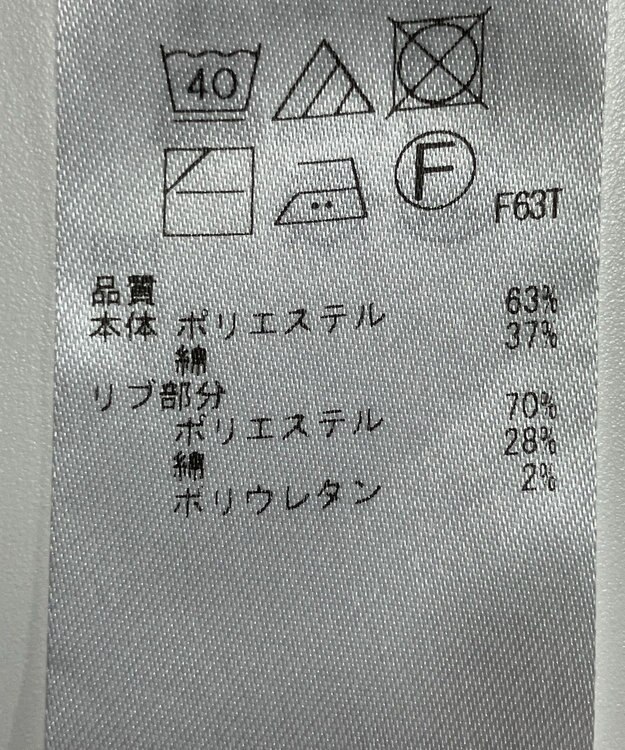 40
F F63T
品質
本体 ポリエステル 63%
綿 37%
リブ部分
ポリエステル 70%
綿 28%
ポリウレタン 2%